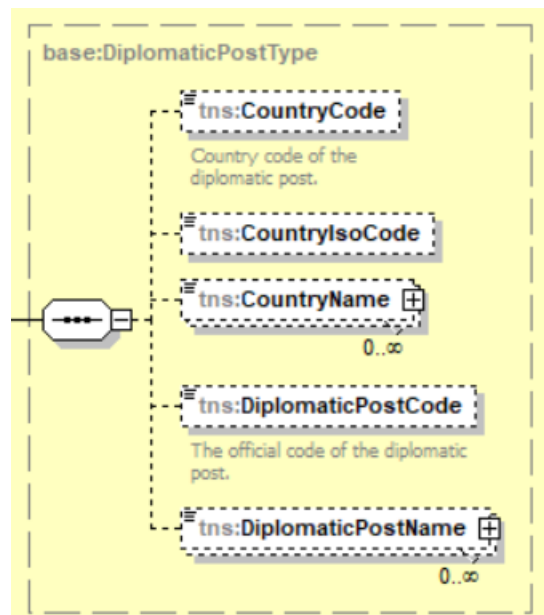 base:DiplomaticPostType
tns:CountryCode
Country code of the
diplomatic post.
tns:CountryIsoCode
tns:CountryName
0..∞
tns:DiplomaticPostCode
The official code of the diplomatic
post.
tns:DiplomaticPostName
0..∞